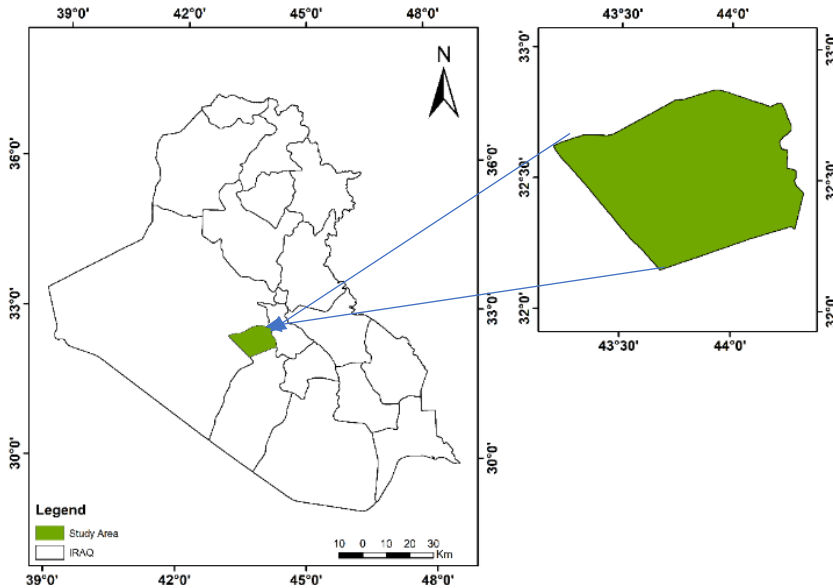 39°0' 42°0' 45°0' 48°0'
N
36°0' 36°0'
33°0' 33°0'
30°0' 30°0'
Legend
Study Area
IRAQ
10 0 10 20 30
Km
39°0' 42°0' 45°0' 48°0'
43°30' 44°0'
33°0' 33°0'
32°30' 32°30'
32°0' 32°0'
43°30' 44°0'